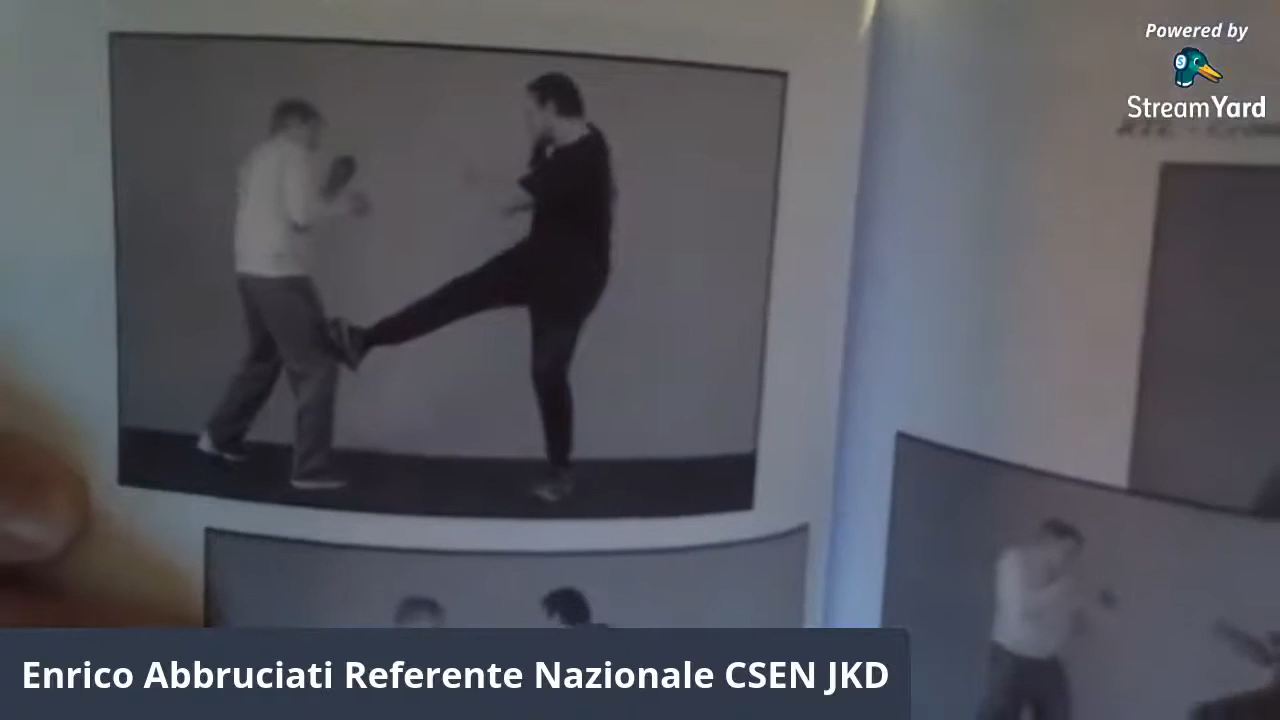 Powered by
StreamYard
Enrico Abbruciati Referente Nazionale CSEN JKD